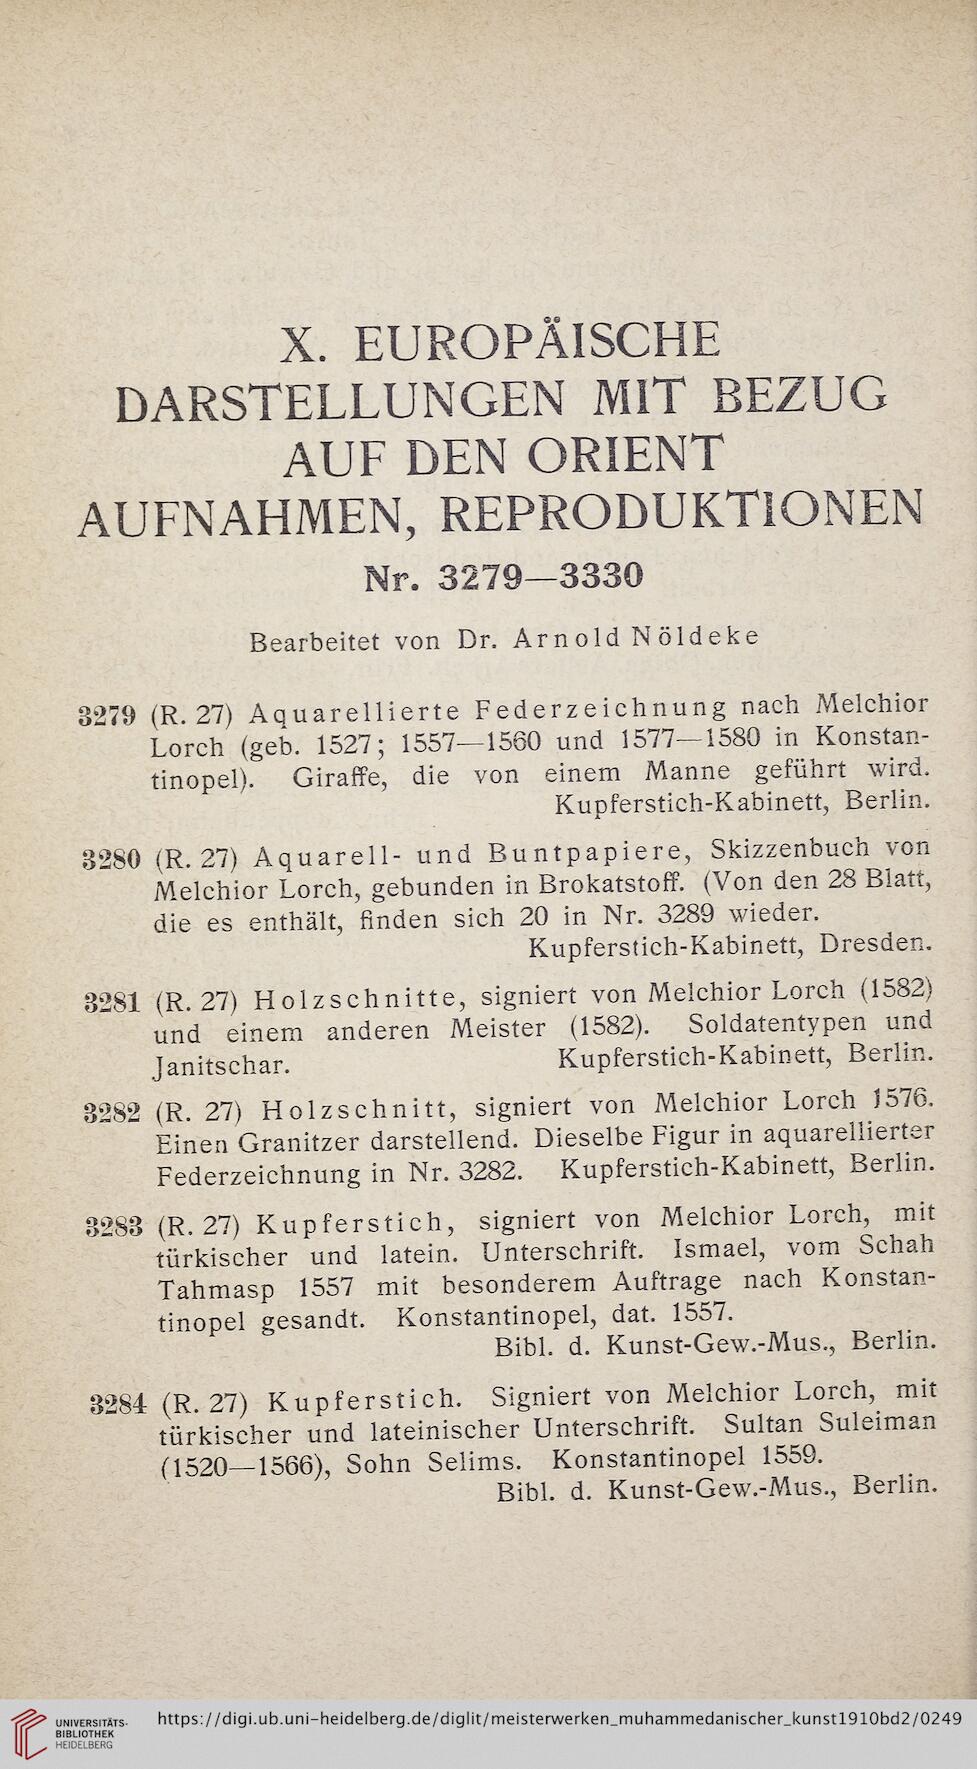 X. EUROPÄISCHE
DARSTELLUNGEN MIT BEZUG
AUF DEN ORIENT
AUFNAHMEN, REPRODUKTIONEN
Nr. 3279—3330
Bearbeitet von Dr. Arnold Nöldeke
3279 (R. 27) Aquarellierte Federzeichnung nach Melchior
Lorch (geb. 1527; 1557—1560 und 1577—1580 in Konstan-
tinopel). Giraffe, die von einem Manne geführt wird.
Kupferstich-Kabinett, Berlin.
3280 (R. 27) Aquarell- und Buntpapiere, Skizzenbuch von
Melchior Lorch, gebunden in Brokatstoff. (Von den 28 Blatt,
die es enthält, finden sich 20 in Nr. 3289 wieder.
Kupferstich-Kabinett, Dresden.
3281 (R. 27) Holzschnitte, signiert von Melchior Lorch (1582)
und einem anderen Meister (1582). Soldatentypen und
Janitschar. Kupferstich-Kabinett, Berlin.
3282 (R. 27) Holzschnitt, signiert von Melchior Lorch 1576.
Einen Granitzer darstellend. Dieselbe Figur in aquarellierter
Federzeichnung in Nr. 3282. Kupferstich-Kabinett, Berlin.
3283 (R. 27) Kupferstich, signiert von Melchior Lorch, mit
türkischer und latein. Unterschrift. Ismael, vom Schah
Tahmasp 1557 mit besonderem Auftrage nach Konstan-
tinopel gesandt. Konstantinopel, dat. 1557.
Bibl. d. Kunst-Gew.-Mus., Berlin.
3284 (R. 27) Kupferstich. Signiert von Melchior Lorch, mit
türkischer und lateinischer Unterschrift. Sultan Suleiman
(1520—1566), Sohn Selims. Konstantinopel 1559.
Bibl. d. Kunst-Gew.-Mus., Berlin.
UNIVERSITÄTS-
BIBLIOTHEK
HEIDELBERG
https://digi.ub.uni-heidelberg.de/diglit/meisterwerken_muhammedanischer_kunst1910bd2/0249